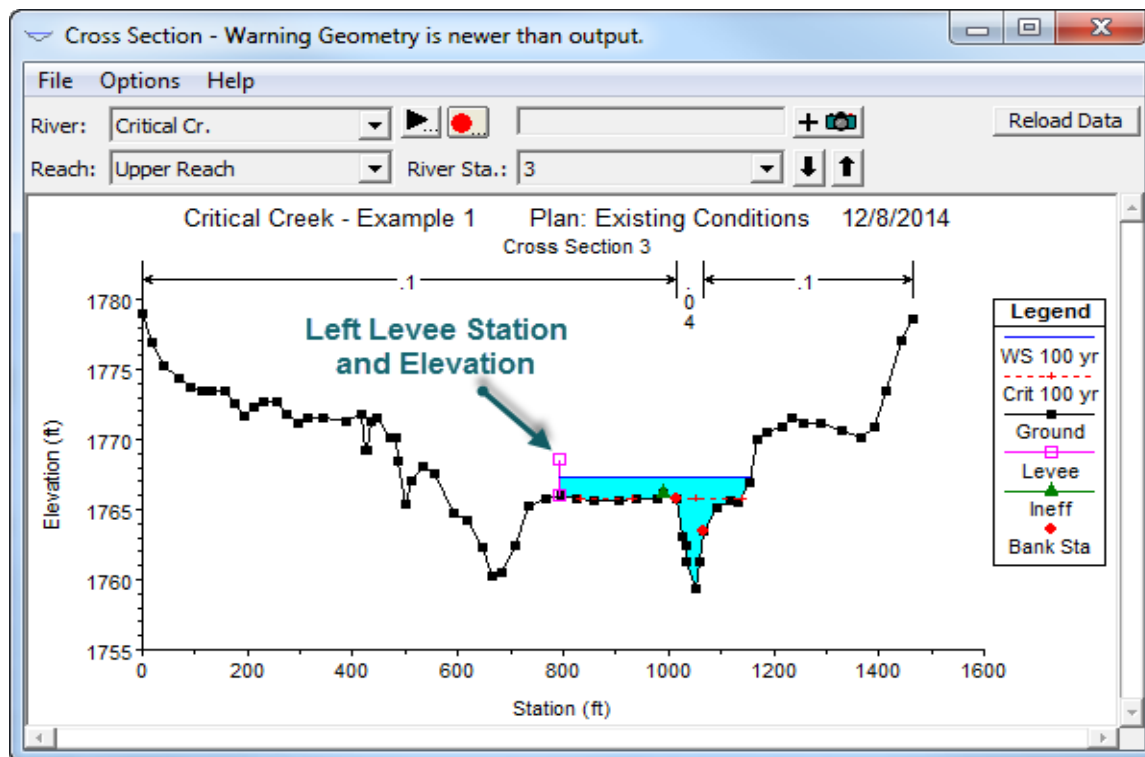 Cross Section - Warning Geometry is newer than output.
File Options Help
River: Critical Cr. Reload Data
Reach: Upper Reach River Sta.: 3
Critical Creek - Example 1 Plan: Existing Conditions 12/8/2014
Cross Section 3
.1 .04 .1
Left Levee Station
and Elevation
Elevation (ft)
1780
1775
1770
1765
1760
1755
0 200 400 600 800 1000 1200 1400 1600
Station (ft)
Legend
WS 100 yr
Crit 100 yr
Ground
Levee
Ineff
Bank Sta